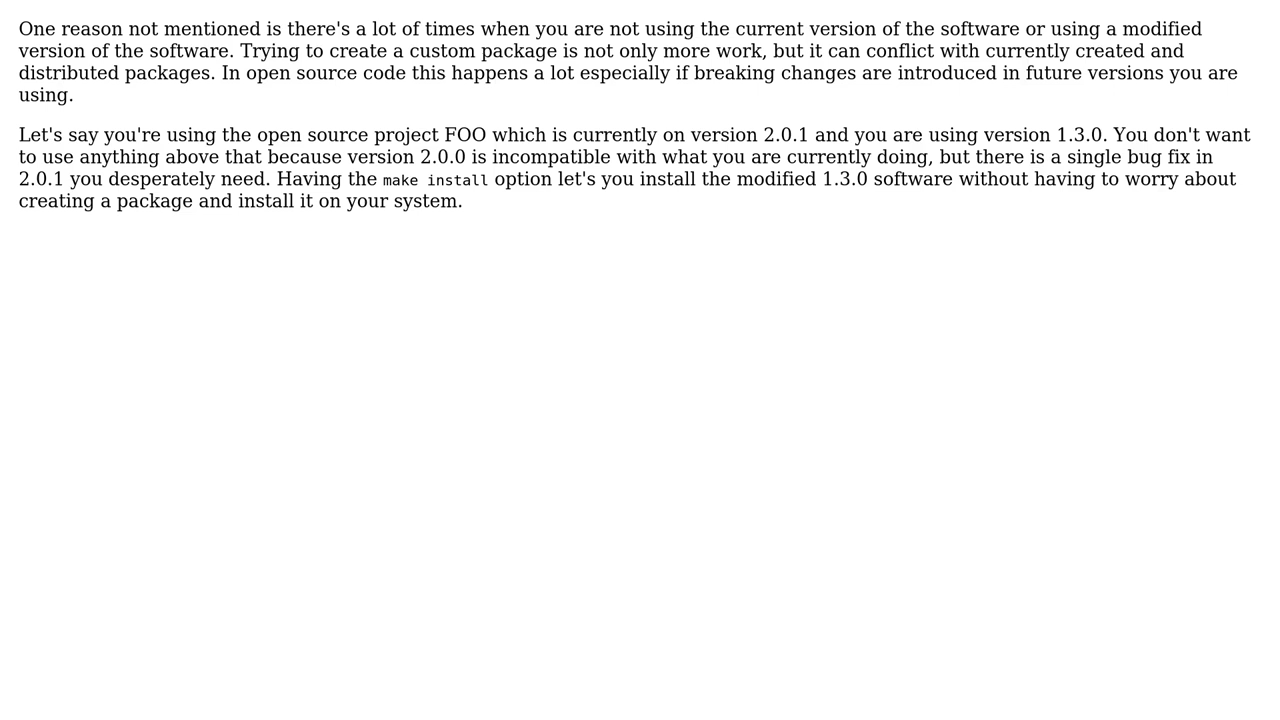 One reason not mentioned is there's a lot of times when you are not using the current version of the software or using a modified
version of the software. Trying to create a custom package is not only more work, but it can conflict with currently created and
distributed packages. In open source code this happens a lot especially if breaking changes are introduced in future versions you are
using.
Let's say you're using the open source project FOO which is currently on version 2.0.1 and you are using version 1.3.0. You don't want
to use anything above that because version 2.0.0 is incompatible with what you are currently doing, but there is a single bug fix in
2.0.1 you desperately need. Having the make install option let's you install the modified 1.3.0 software without having to worry about
creating a package and install it on your system.